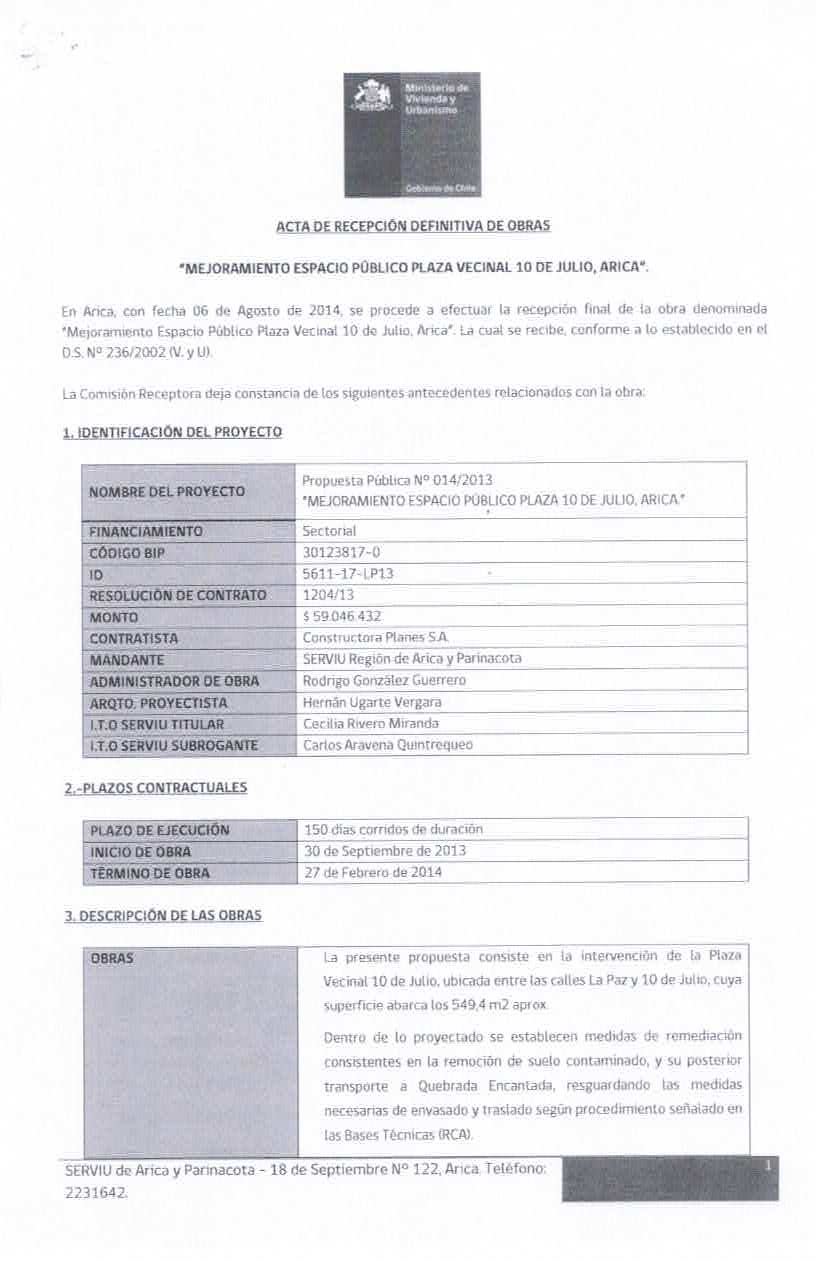 Ministerio de
Vivienda y
Urbanismo
Gobierno de Chile
ACTA DE RECEPCIÓN DEFINITIVA DE OBRAS
"MEJORAMIENTO ESPACIO PÚBLICO PLAZA VECINAL 10 DE JULIO, ARICA".
En Arica, con fecha 06 de Agosto de 2014, se procede a efectuar la recepción final de la obra denominada
"Mejoramiento Espacio Público Plaza Vecinal 10 de Julio, Arica". La cual se recibe, conforme a lo establecido en el
D.S. Nº 236/2002 (V. y U).
La Comisión Receptora deja constancia de los siguientes antecedentes relacionados con la obra:
1. IDENTIFICACIÓN DEL PROYECTO
NOMBRE DEL PROYECTO
Propuesta Pública Nº 014/2013
"MEJORAMIENTO ESPACIO PÚBLICO PLAZA 10 DE JULIO, ARICA."
FINANCIAMIENTO Sectorial
CÓDIGO BIP 30123817-0
ID 5611-17-LP13
RESOLUCIÓN DE CONTRATO 1204/13
MONTO $ 59.046.432
CONTRATISTA Constructora Planes S.A.
MANDANTE SERVIU Región de Arica y Parinacota
ADMINISTRADOR DE OBRA Rodrigo González Guerrero
ARQTO. PROYECTISTA Hernán Ugarte Vergara
I.T.O SERVIU TITULAR Cecilia Rivero Miranda
I.T.O SERVIU SUBROGANTE Carlos Aravena Quintrequeo
2.-PLAZOS CONTRACTUALES
PLAZO DE EJECUCIÓN 150 días corridos de duración
INICIO DE OBRA 30 de Septiembre de 2013
TÉRMINO DE OBRA 27 de Febrero de 2014
3. DESCRIPCIÓN DE LAS OBRAS
OBRAS La presente propuesta consiste en la intervención de la Plaza
Vecinal 10 de Julio, ubicada entre las calles La Paz y 10 de Julio, cuya
superficie abarca los 549,4 m2 aprox.
Dentro de lo proyectado se establecen medidas de remediación
consistentes en la remoción de suelo contaminado, y su posterior
transporte a Quebrada Encantada, resguardando las medidas
necesarias de envasado y traslado según procedimiento señalado en
las Bases Técnicas (RCA).
SERVIU de Arica y Parinacota – 18 de Septiembre Nº 122, Arica. Teléfono:
2231642.
1